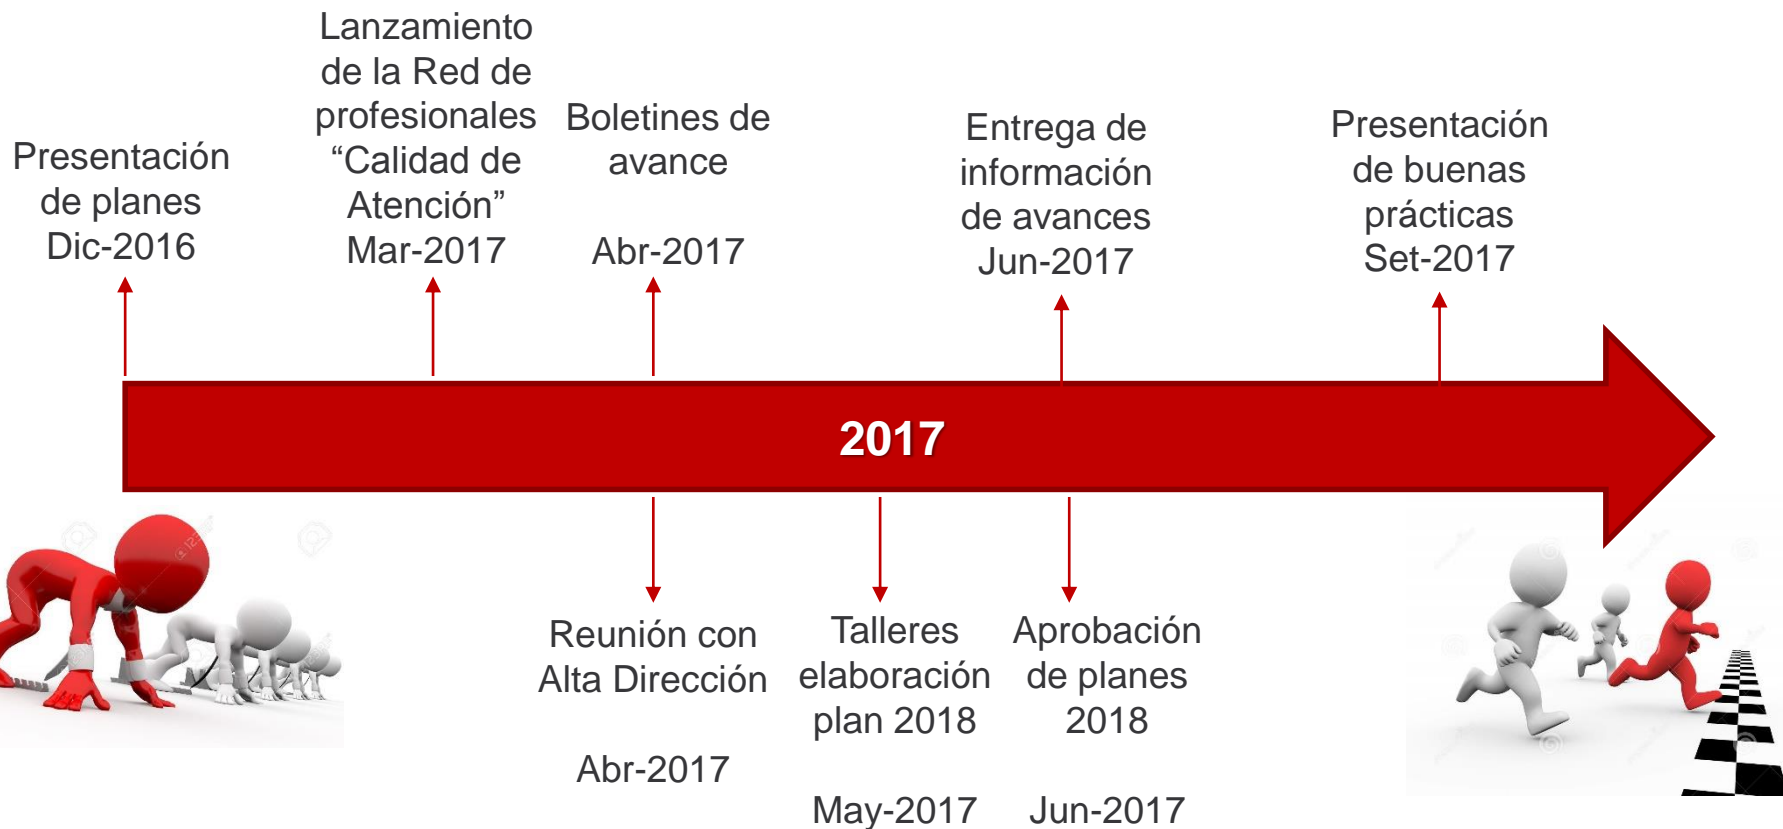 Presentación
de planes
Dic-2016
Lanzamiento
de la Red de
profesionales
“Calidad de
Atención”
Mar-2017
Boletines de
avance
Abr-2017
Entrega de
información
de avances
Jun-2017
Presentación
de buenas
prácticas
Set-2017
2017
Reunión con
Alta Dirección
Abr-2017
Talleres
elaboración
plan 2018
May-2017
Aprobación
de planes
2018
Jun-2017